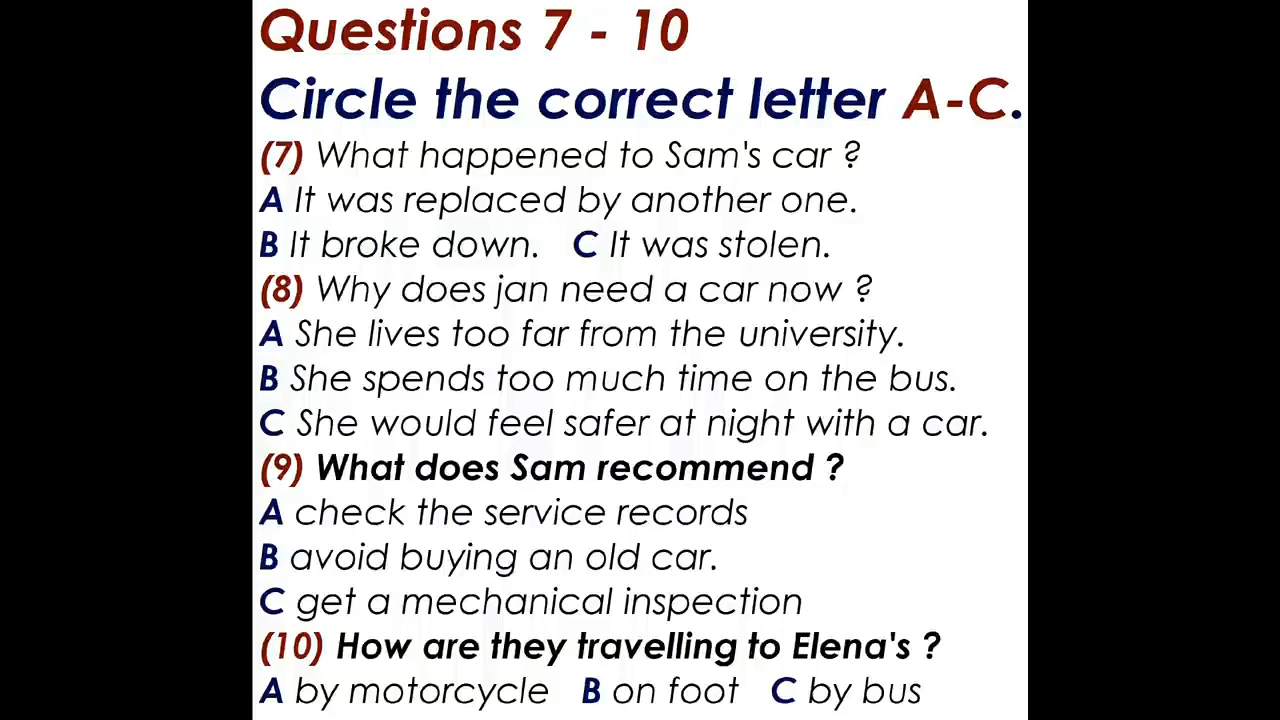 Questions 7 - 10
Circle the correct letter A-C.
(7) What happened to Sam's car ?
A It was replaced by another one.
B It broke down. C It was stolen.
(8) Why does jan need a car now ?
A She lives too far from the university.
B She spends too much time on the bus.
C She would feel safer at night with a car.
(9) What does Sam recommend ?
A check the service records
B avoid buying an old car.
C get a mechanical inspection
(10) How are they travelling to Elena's ?
A by motorcycle B on foot C by bus